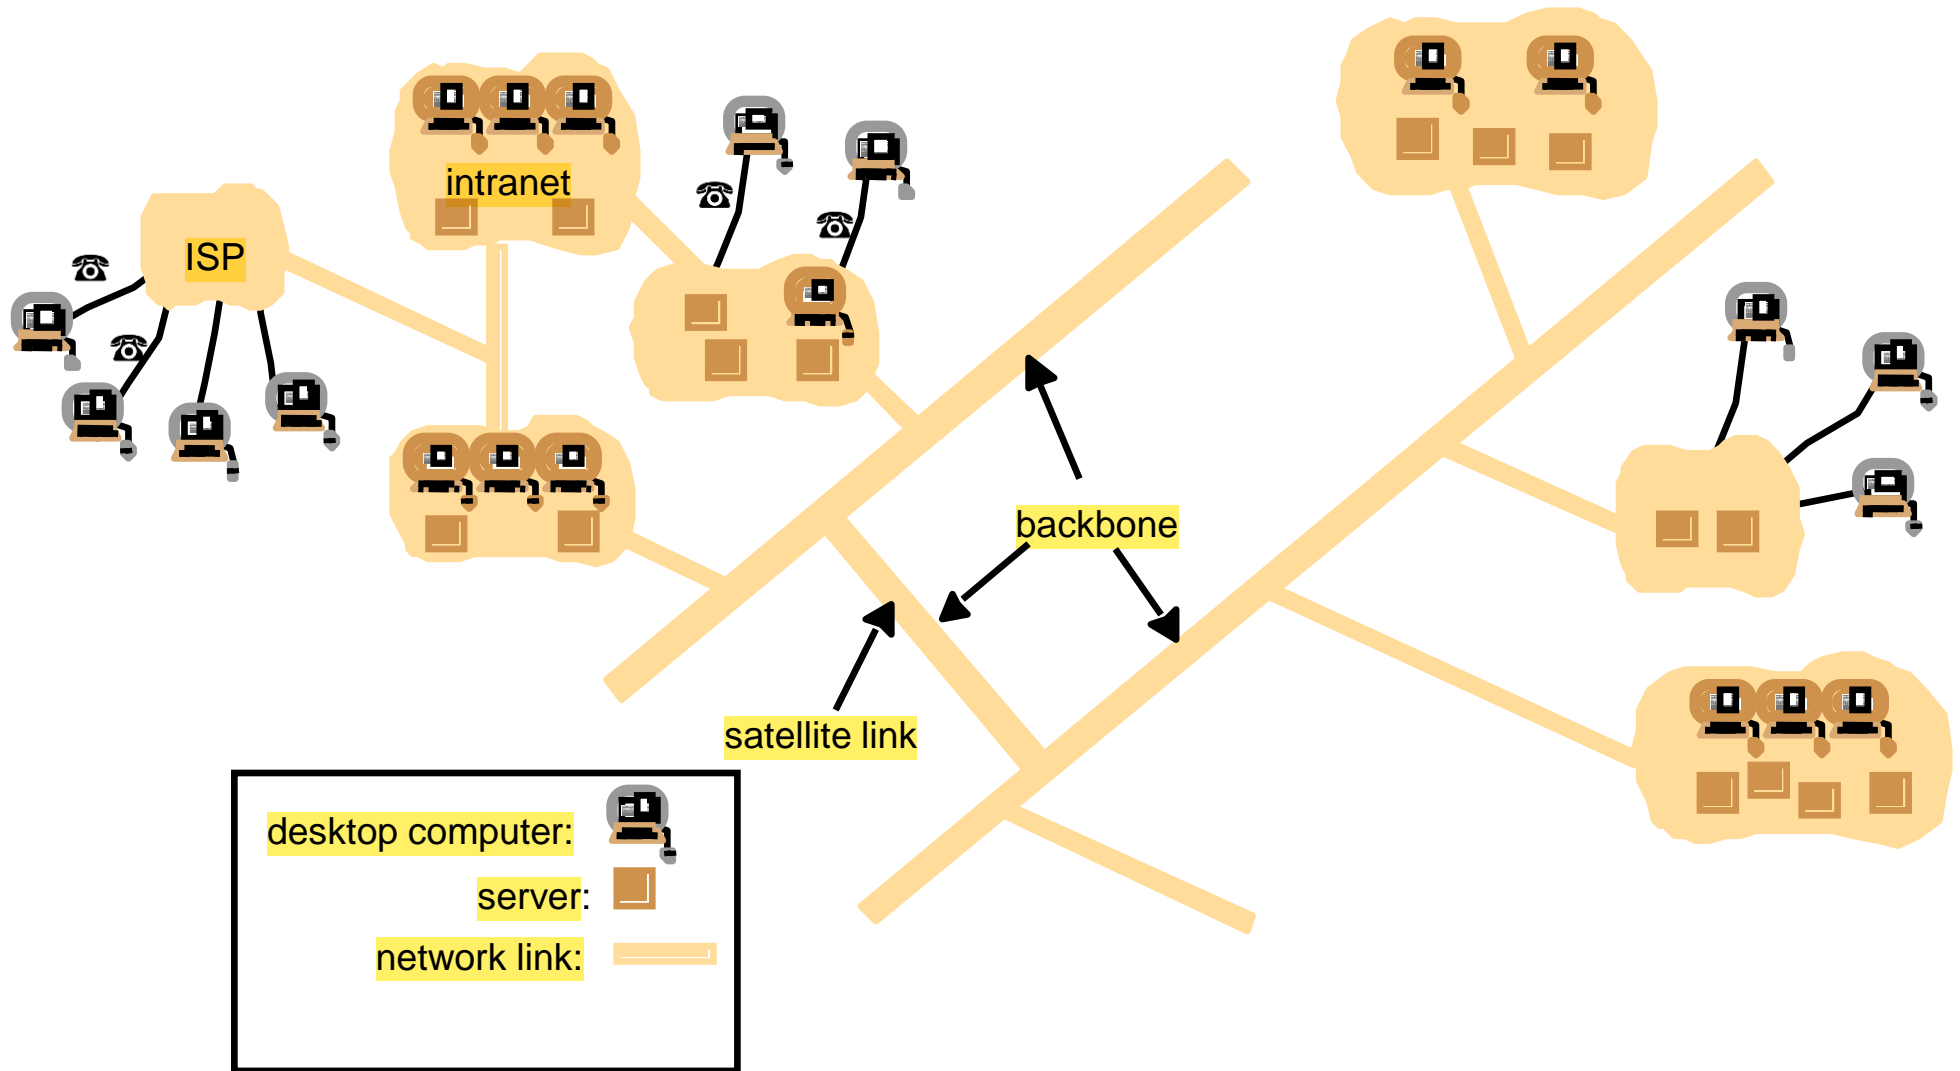 intranet
ISP
backbone
satellite link
desktop computer:
server:
network link: